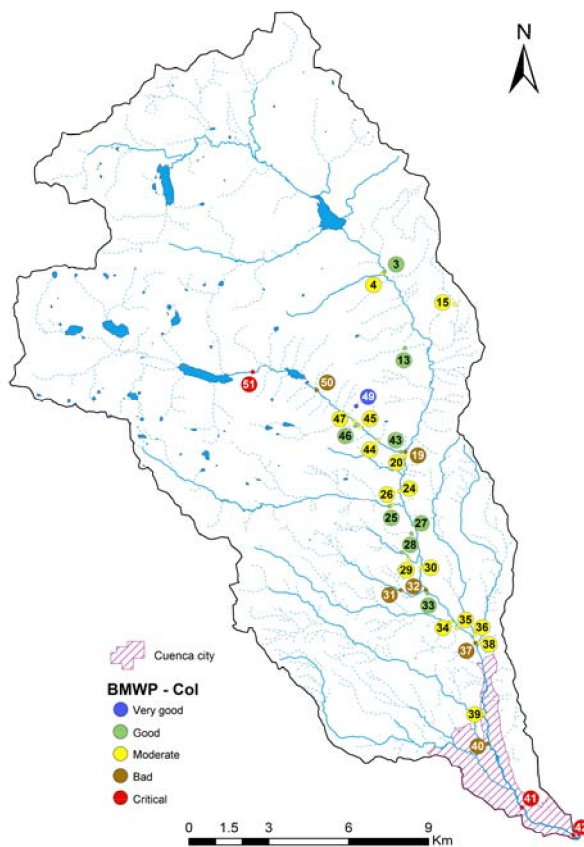 N
3
4
15
13
50
51
49
47 45
46 43
44
20 19
26 24
25 27
28
29 30
31 32
33
34 35 36
37 38
39
40
41
42
Cuenca city
BMWP - Col
Very good
Good
Moderate
Bad
Critical
0 1.5 3 6 9
Km